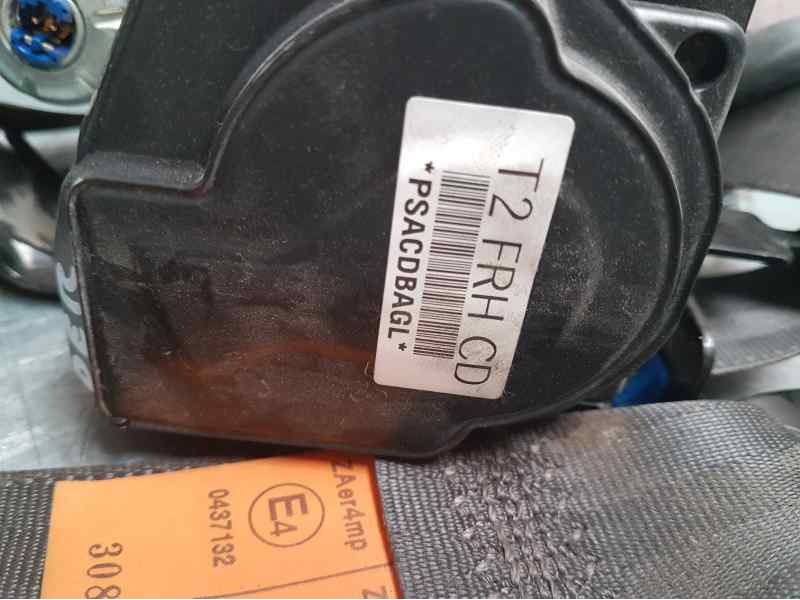 T2 FRH CD
*PSACDBAGL*
ZAer4mp
E4
0437132
308